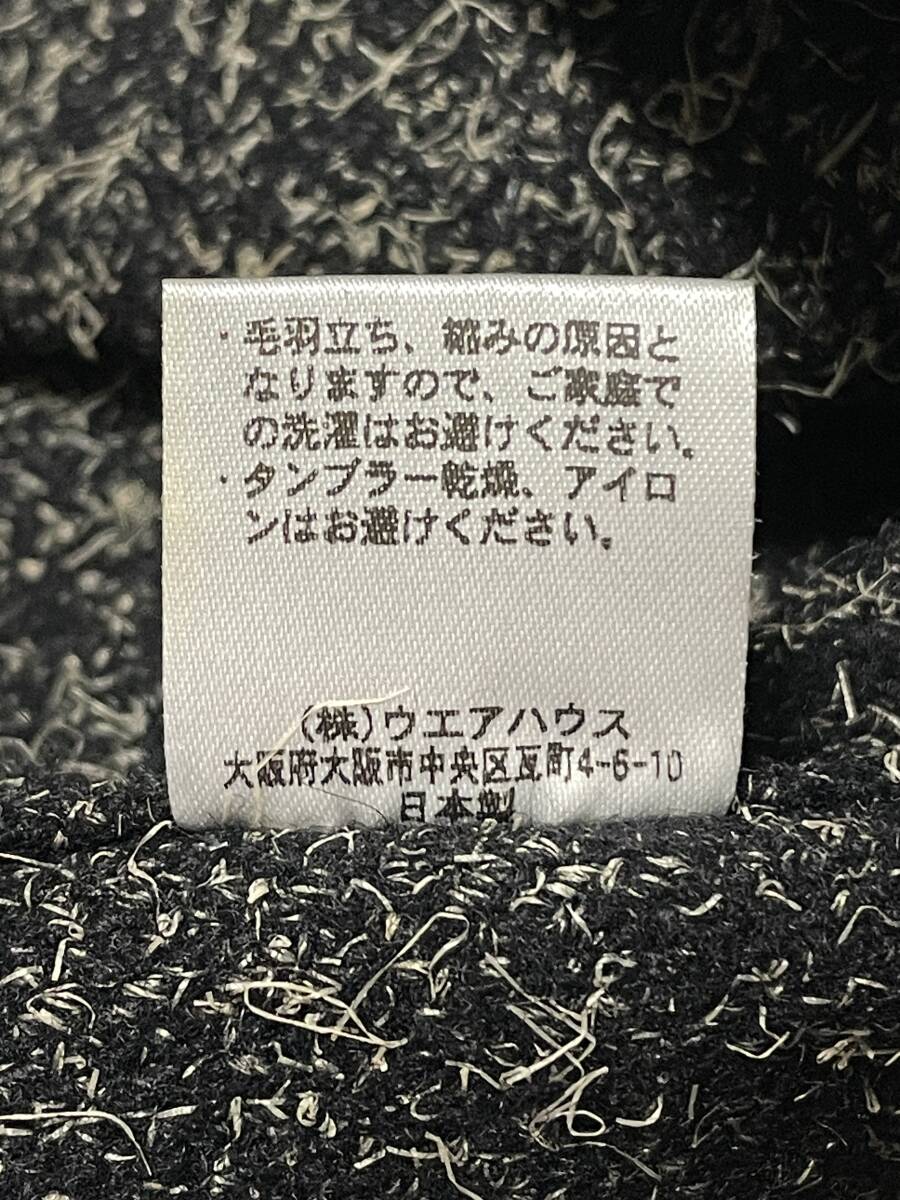 ・毛羽立ち、縮みの原因と
なりますので、ご家庭で
の洗濯はお避けください。
・タンブラー乾燥、アイロ
ンはお避けください。
(株)ウエアハウス
大阪府大阪市中央区瓦町4-6-10
日本製